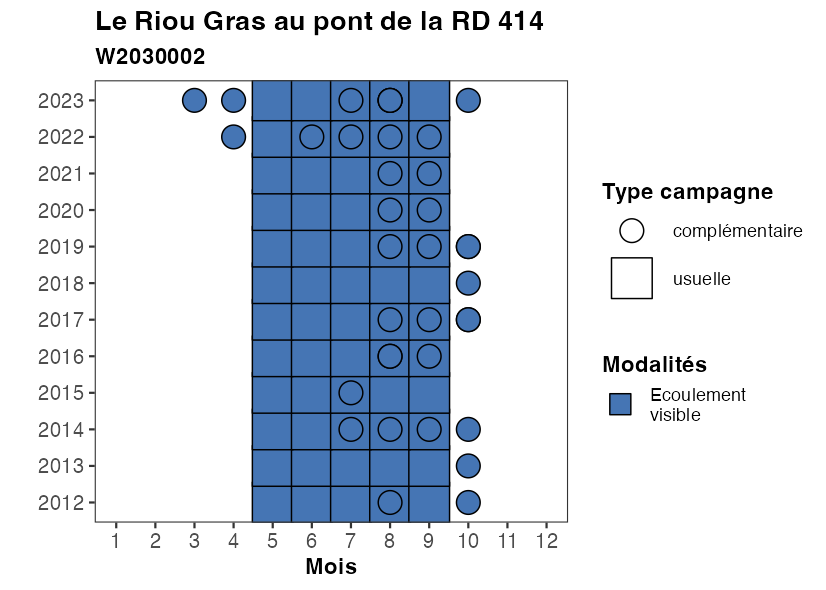 Le Riou Gras au pont de la RD 414
W2030002
2023
2022
2021
2020
2019
2018
2017
2016
2015
2014
2013
2012
1 2 3 4 5 6 7 8 9 10 11 12
Mois
Type campagne
complémentaire
usuelle
Modalités
Ecoulement
visible